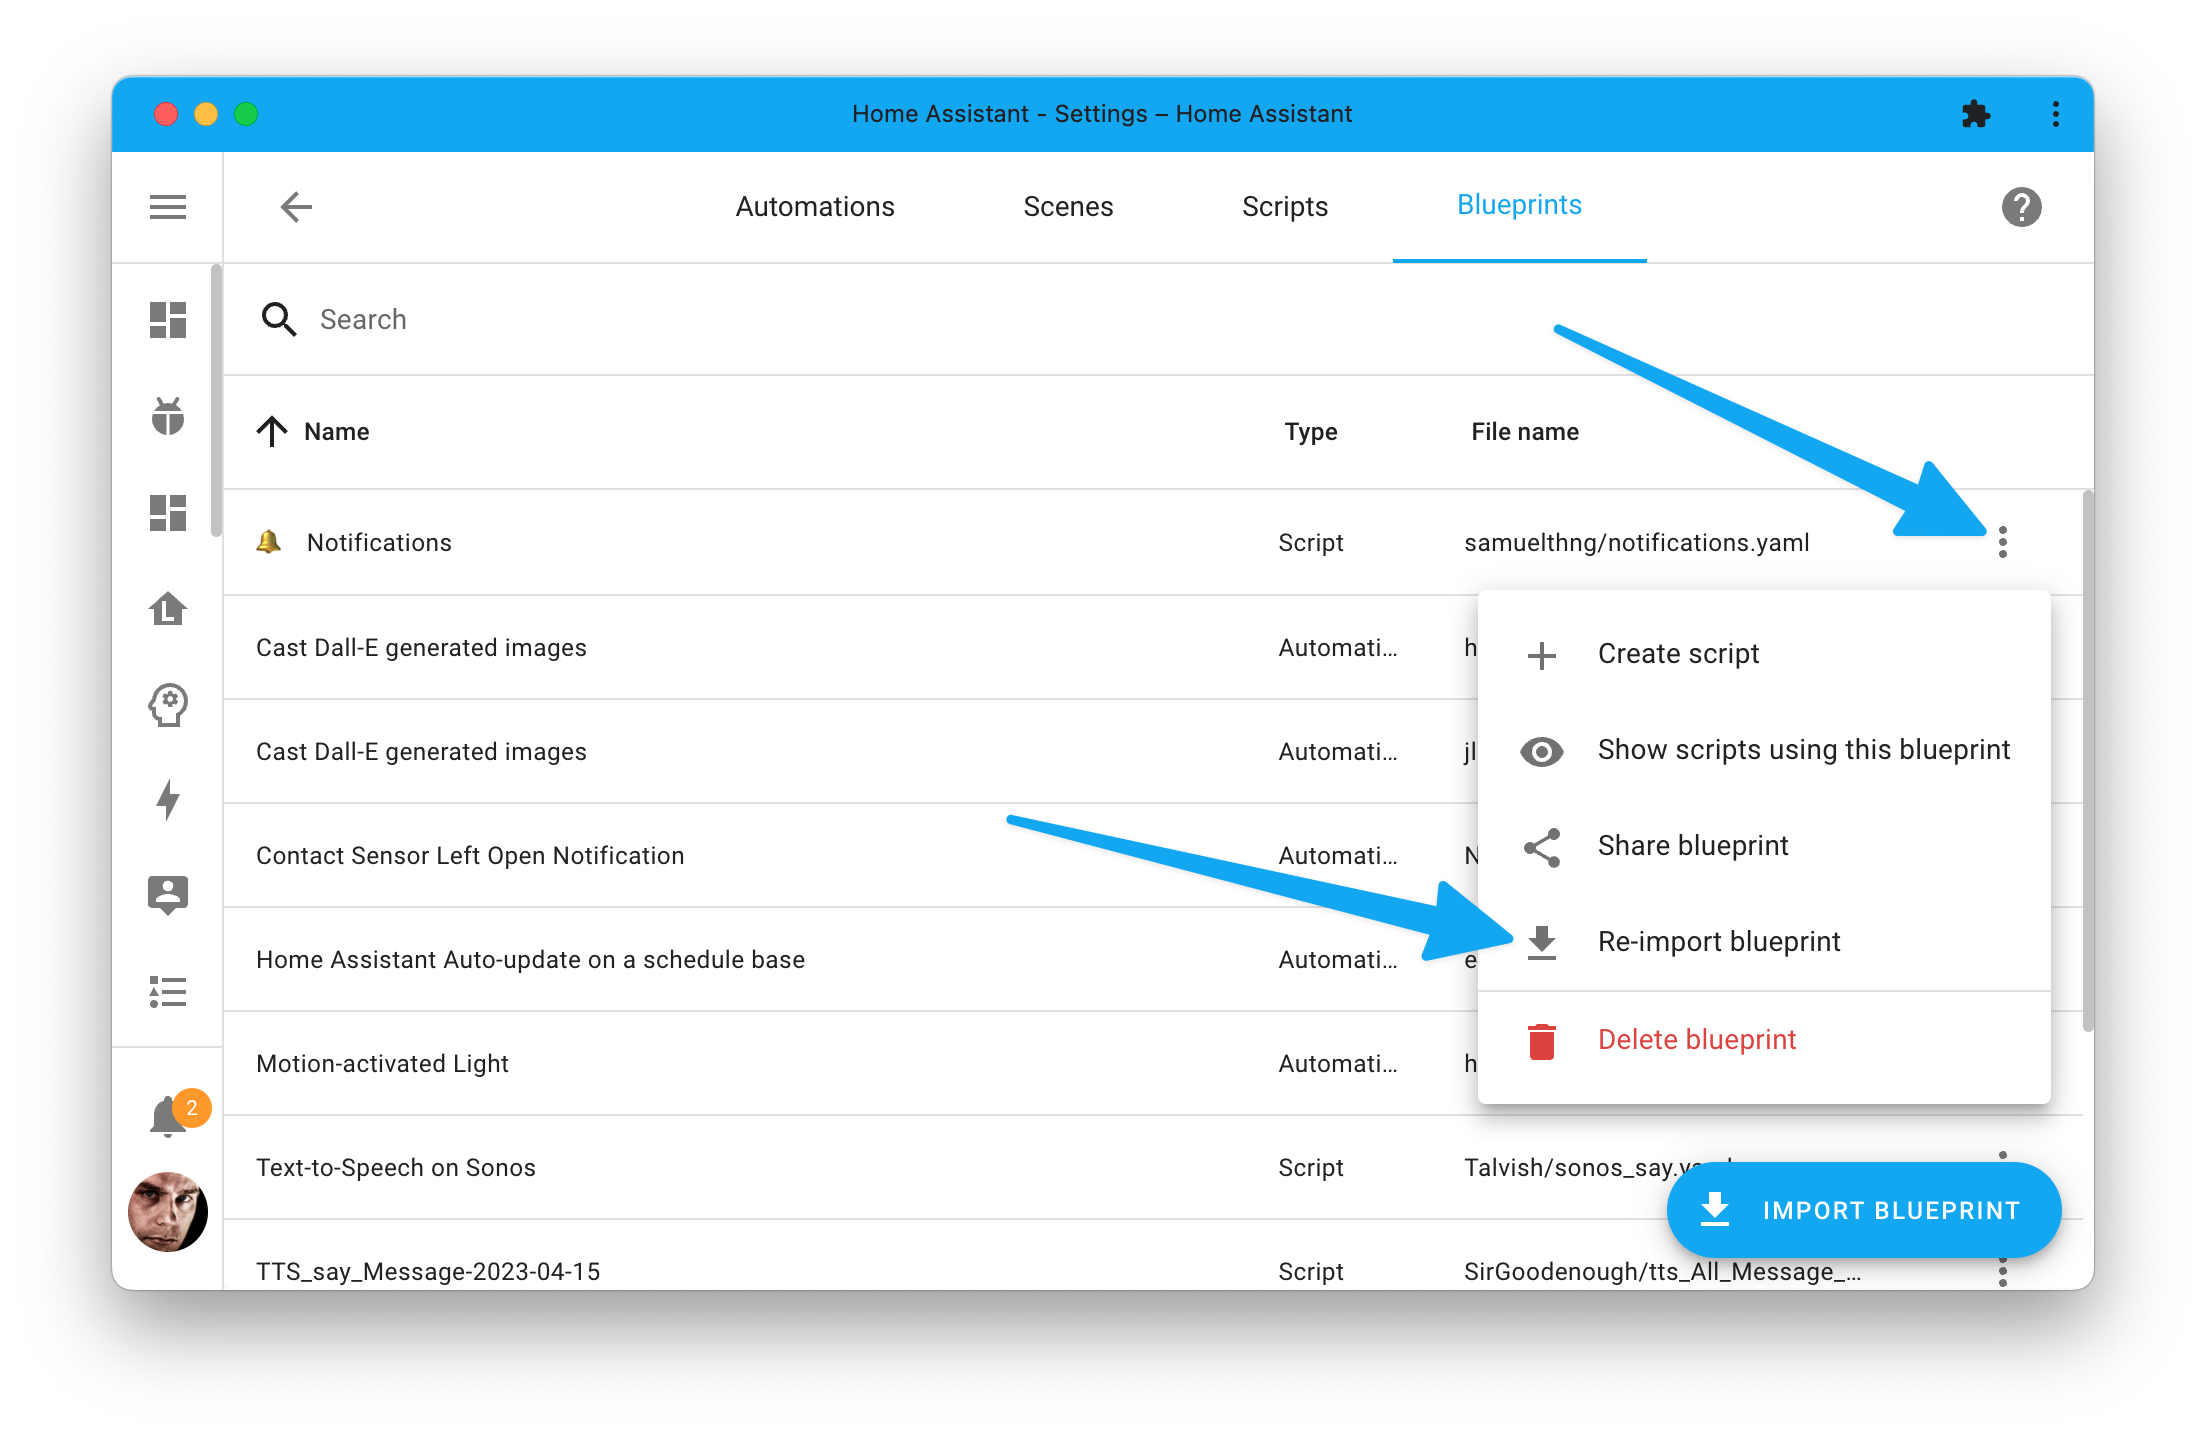 Home Assistant - Settings – Home Assistant
Automations
Scenes
Scripts
Blueprints
Search
Name
Type
File name
Notifications
Script
samuelthng/notifications.yaml
Cast Dall-E generated images
Automati...
h
Cast Dall-E generated images
Automati...
jl
Contact Sensor Left Open Notification
Automati...
N
Home Assistant Auto-update on a schedule base
Automati...
e
Motion-activated Light
Automati...
h
Create script
Show scripts using this blueprint
Share blueprint
Re-import blueprint
Delete blueprint
2
Text-to-Speech on Sonos
Script
IMPORT BLUEPRINT
TTS_say_Message-2023-04-15
Script
SirGoodenough/tts_All_Message_...